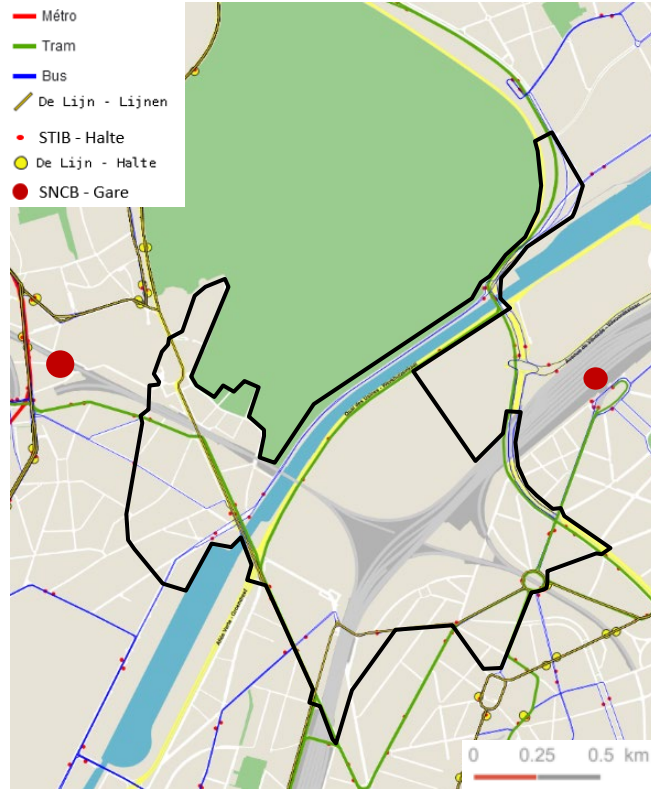 Métro
Tram
Bus
De Lijn - Lijnen
STIB - Halte
De Lijn - Halte
SNCB - Gare
0 0.25 0.5 km